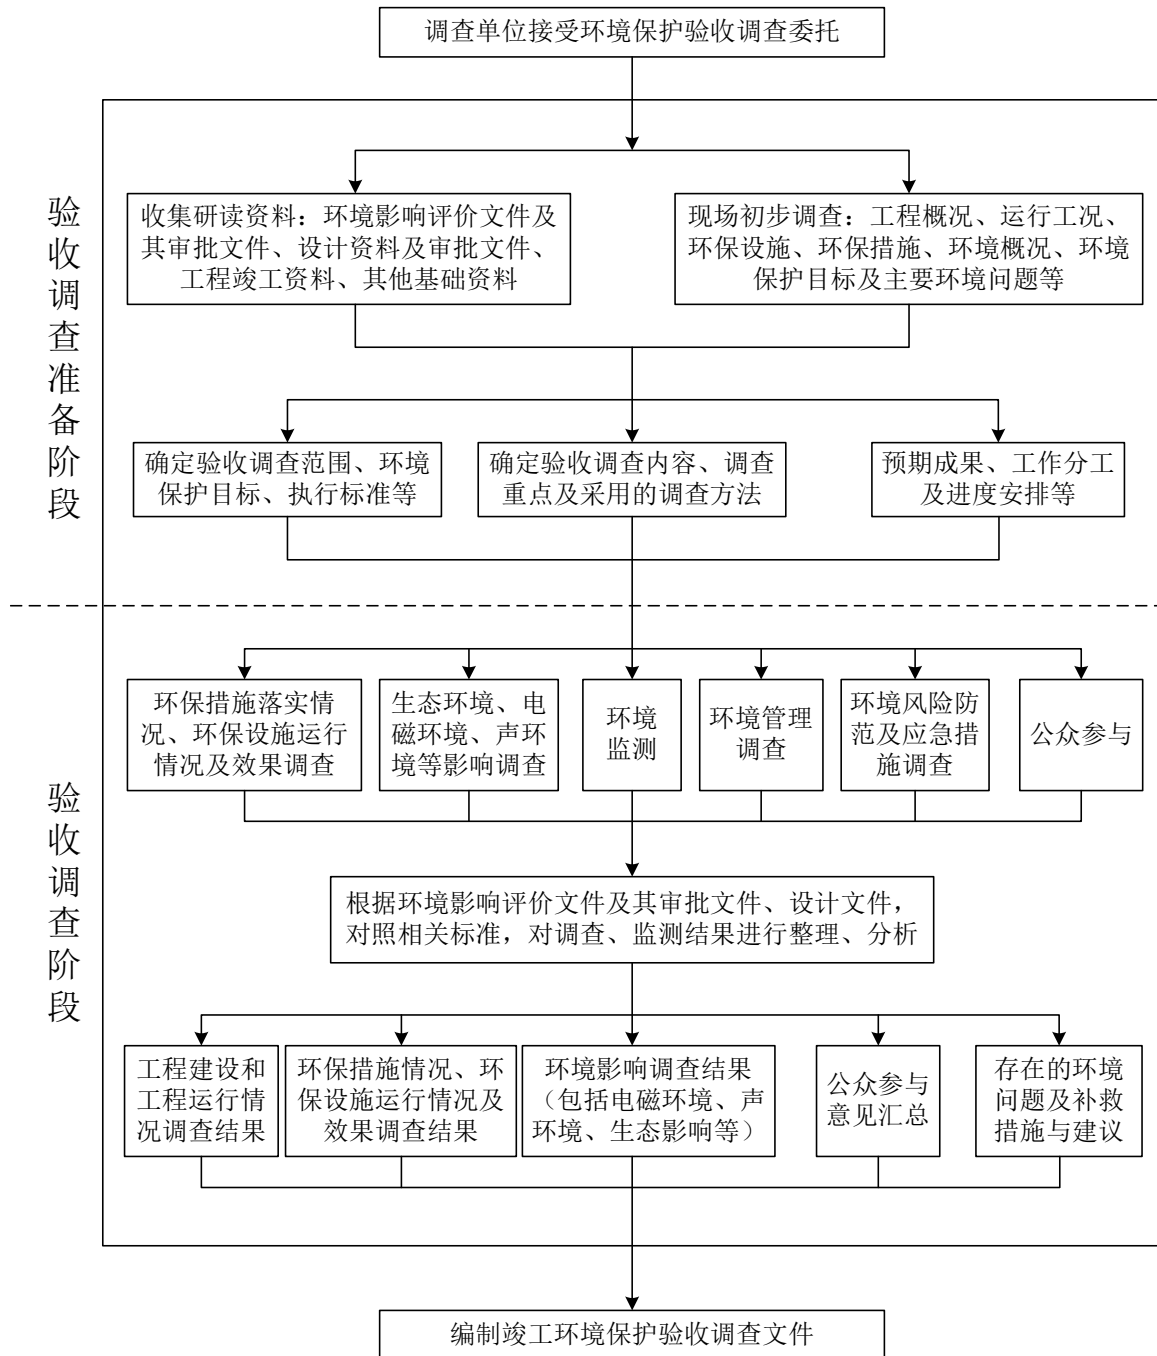 调查单位接受环境保护验收调查委托
验收调查准备阶段
收集研读资料：环境影响评价文件及
其审批文件、设计资料及审批文件、
工程竣工资料、其他基础资料
现场初步调查：工程概况、运行工况、
环保设施、环保措施、环境概况、环境
保护目标及主要环境问题等
确定验收调查范围、环境
保护目标、执行标准等
确定验收调查内容、调查
重点及采用的调查方法
预期成果、工作分工
及进度安排等
验收调查阶段
环保措施落实情
况、环保设施运行
情况及效果调查
生态环境、电
磁环境、声环
境等影响调查
环境
监测
环境管理
调查
环境风险防
范及应急措
施调查
公众参与
根据环境影响评价文件及其审批文件、设计文件，
对照相关标准，对调查、监测结果进行整理、分析
工程建设和
工程运行情
况调查结果
环保措施情况、环
保设施运行情况及
效果调查结果
环境影响调查结果
（包括电磁环境、声
环境、生态影响等）
公众参与
意见汇总
存在的环境
问题及补救
措施与建议
编制竣工环境保护验收调查文件